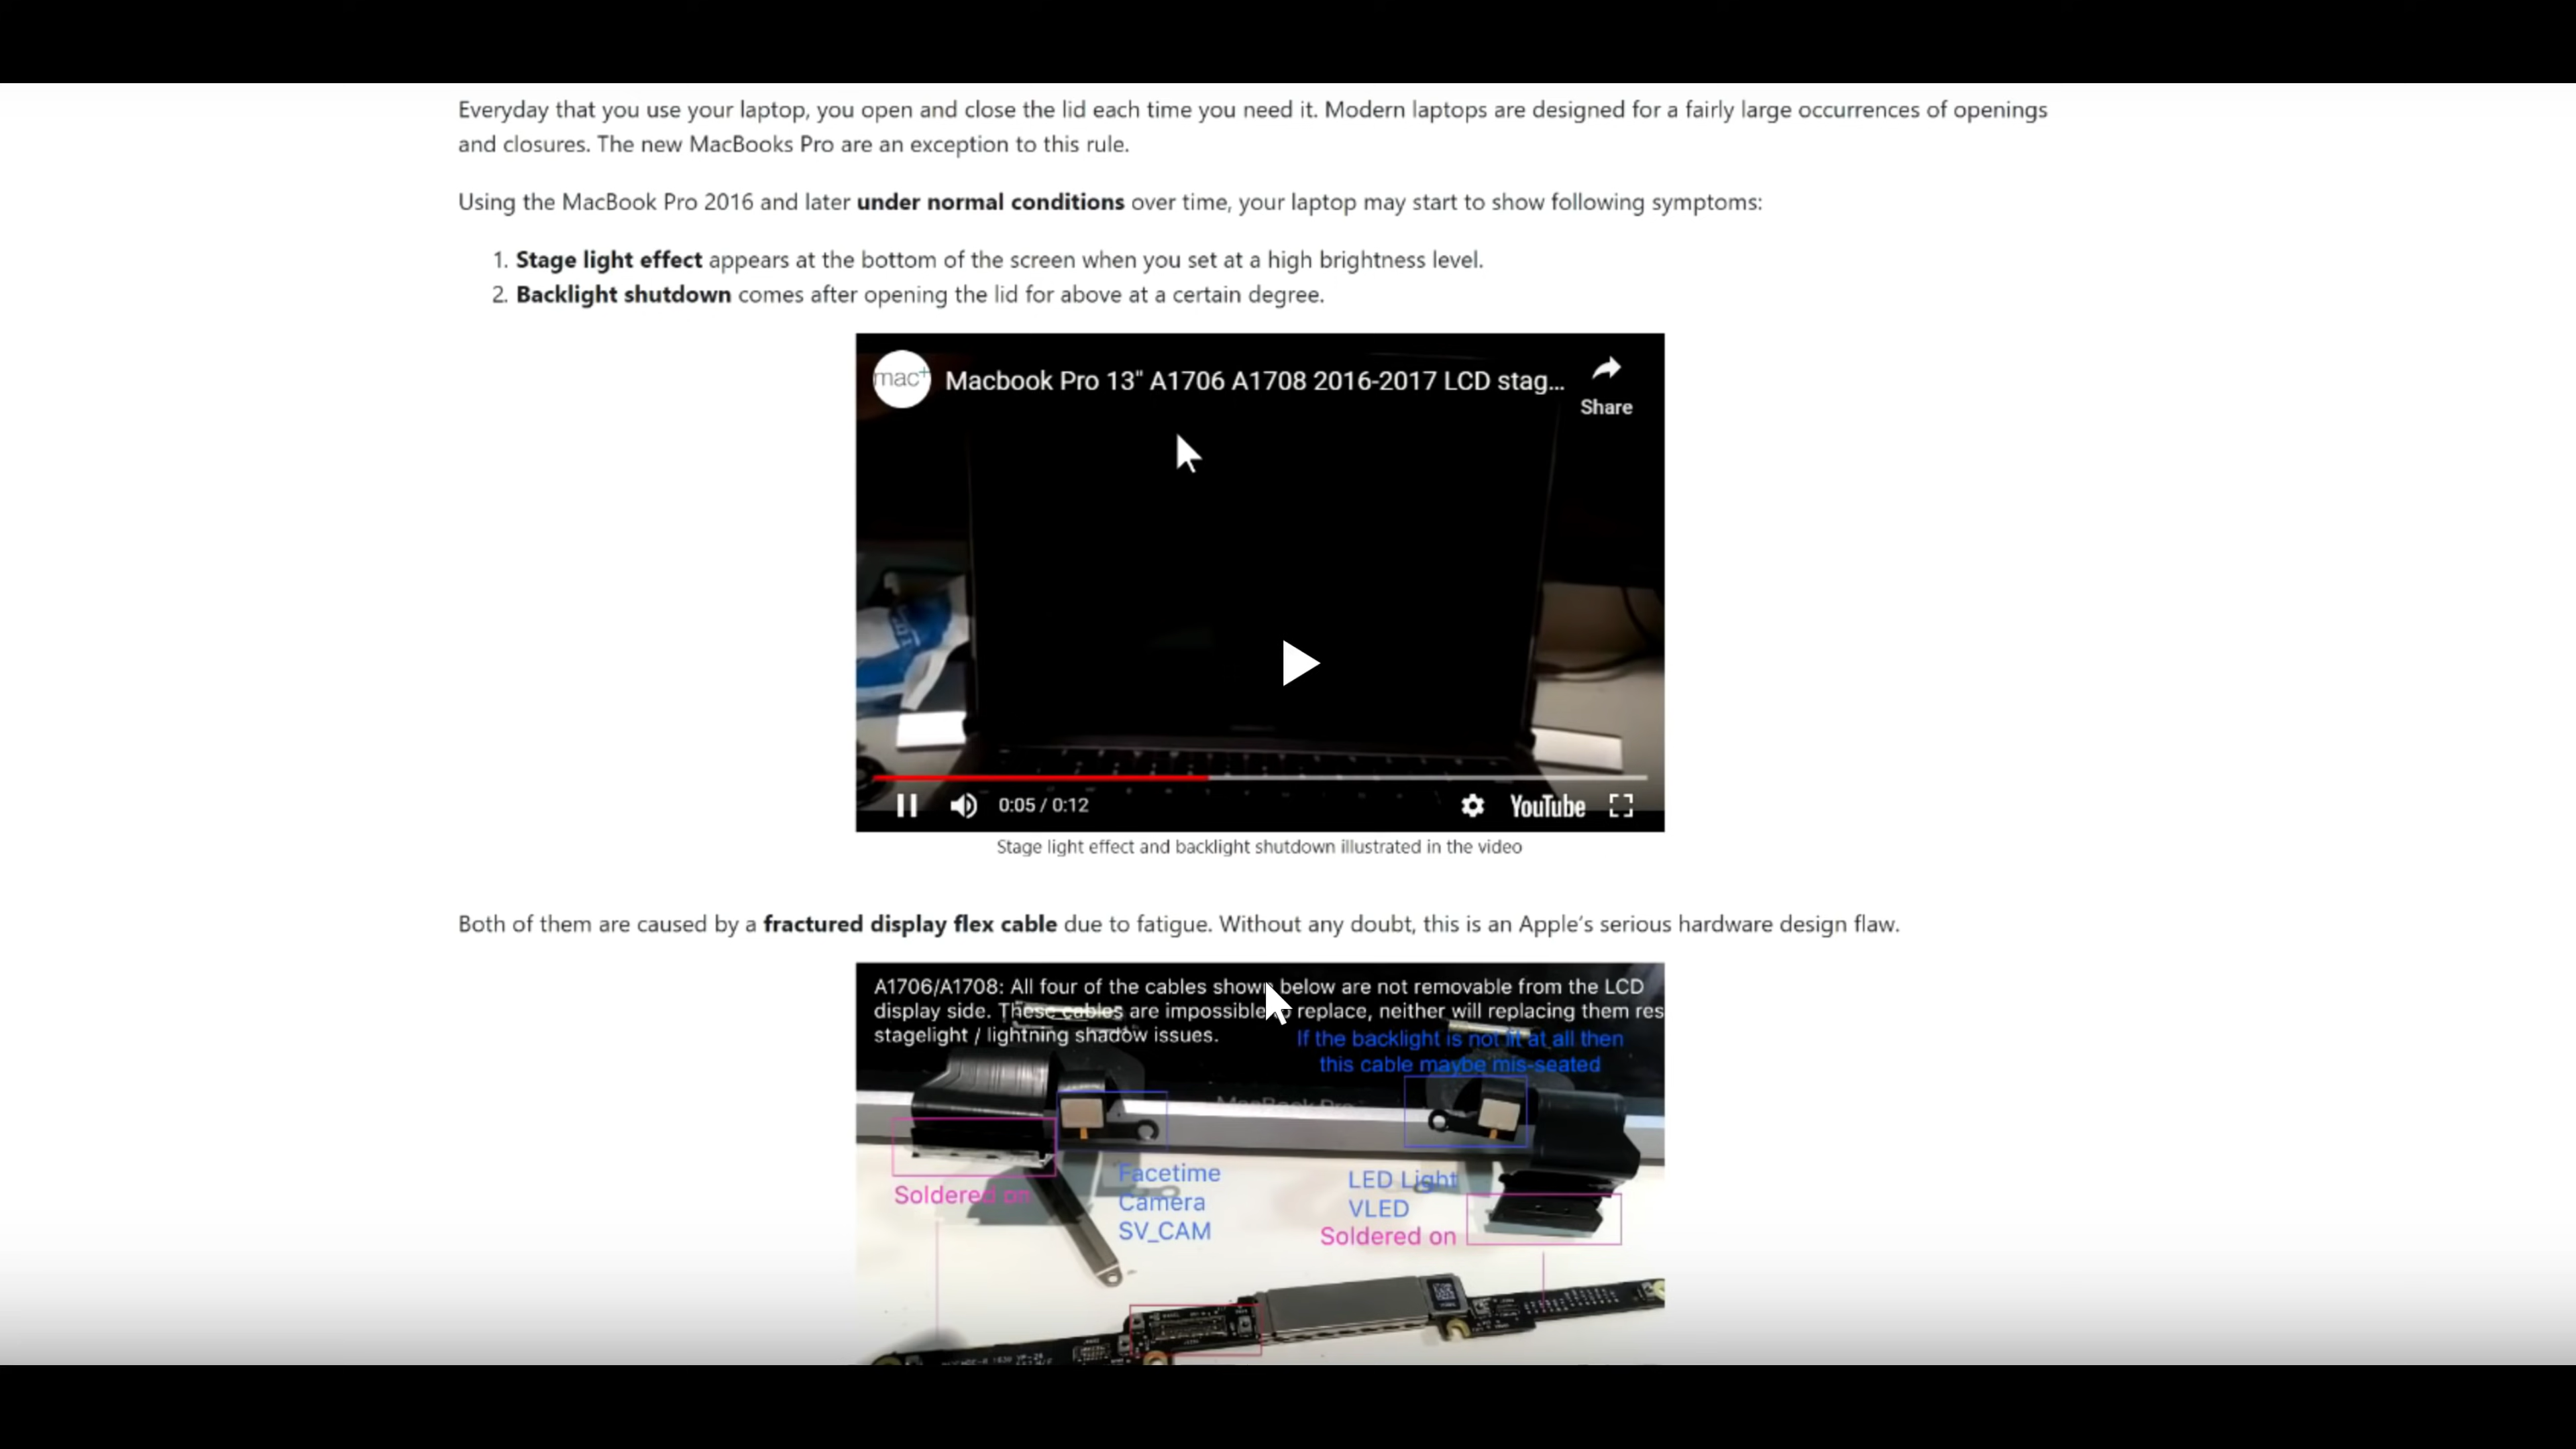 Everyday that you use your laptop, you open and close the lid each time you need it. Modern laptops are designed for a fairly large occurrences of openings
and closures. The new MacBooks Pro are an exception to this rule.
Using the MacBook Pro 2016 and later under normal conditions over time, your laptop may start to show following symptoms:
1. Stage light effect appears at the bottom of the screen when you set at a high brightness level.
2. Backlight shutdown comes after opening the lid for above at a certain degree.
mac+
Macbook Pro 13" A1706 A1708 2016-2017 LCD stag...
Share
0:05 / 0:12
YouTube
Stage light effect and backlight shutdown illustrated in the video
Both of them are caused by a fractured display flex cable due to fatigue. Without any doubt, this is an Apple's serious hardware design flaw.
A1706/A1708: All four of the cables shown below are not removable from the LCD
display side. These cables are impossible to replace, neither will replacing them res
stagelight / lightning shadow issues.
If the backlight is not lit at all then
this cable maybe mis-seated
MacBook Pro
Soldered on
Facetime
Camera
SV_CAM
LED Light
VLED
Soldered on